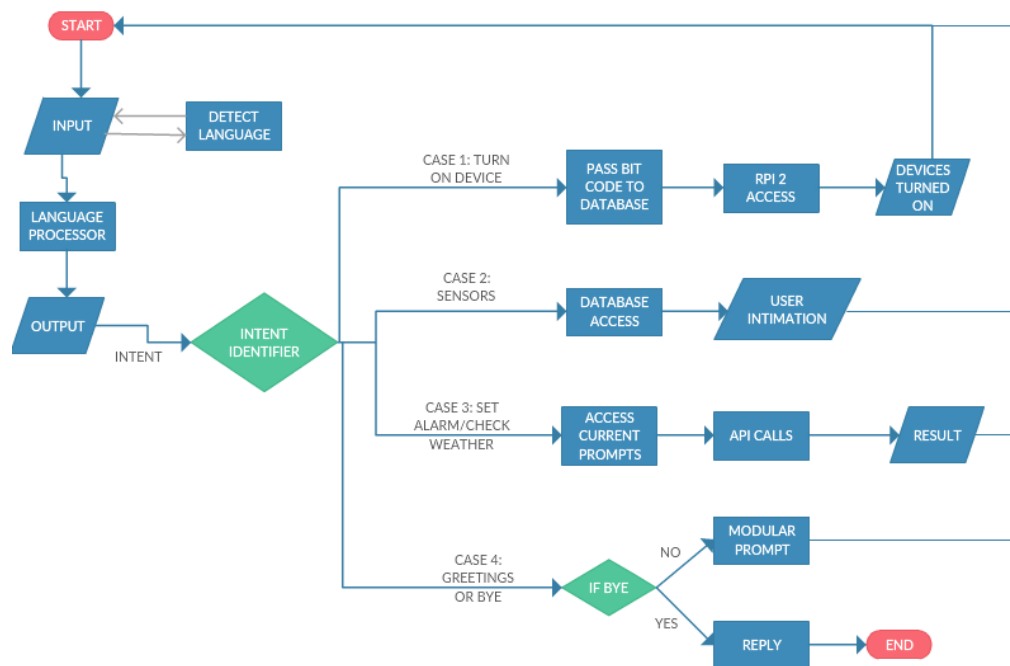 START
INPUT
DETECT
LANGUAGE
LANGUAGE
PROCESSOR
OUTPUT
INTENT
INTENT
IDENTIFIER
CASE 1: TURN
ON DEVICE
PASS BIT
CODE TO
DATABASE
RPI 2
ACCESS
DEVICES
TURNED
ON
CASE 2:
SENSORS
DATABASE
ACCESS
USER
INTIMATION
CASE 3: SET
ALARM/CHECK
WEATHER
ACCESS
CURRENT
PROMPTS
API CALLS
RESULT
CASE 4:
GREETINGS
OR BYE
IF BYE
NO
MODULAR
PROMPT
YES
REPLY
END